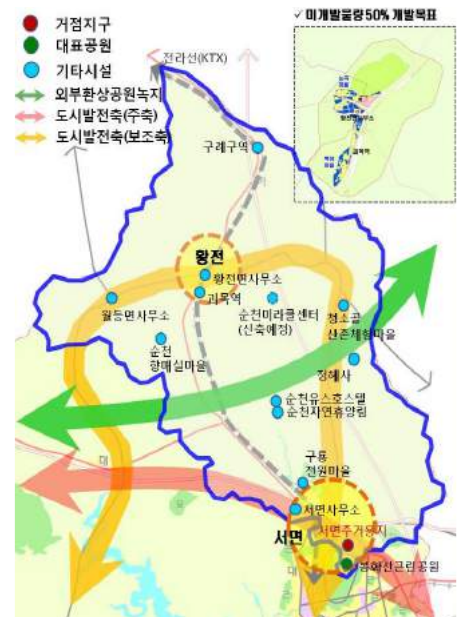 거점지구
대표공원
기타시설
외부환상공원녹지
도시발전축(주축)
도시발전축(보조축)
✓ 미개발물량50% 개발목표
전라선(KTX)
구례구역
황전
황전면사무소
괴목역
월등면사무소
순천
향매실마을
순천미라클센터
(신축예정)
청소골
산촌체험마을
정혜사
순천유스호스텔
순천자연휴양림
구룡
전원마을
서면사무소
서면
서면주거용지
봉화산근린공원